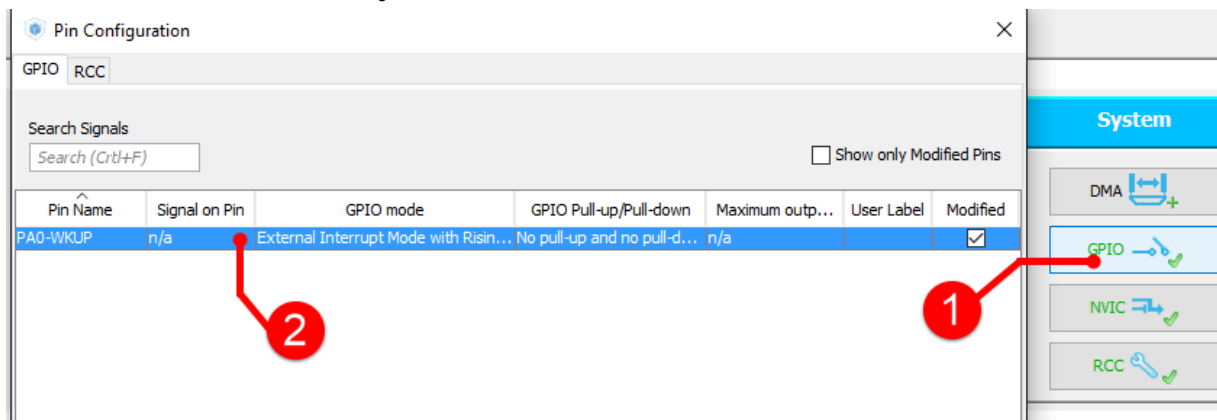 Pin Configuration
GPIO RCC
Search Signals
Search (Crtl+F)
Show only Modified Pins
Pin Name Signal on Pin GPIO mode GPIO Pull-up/Pull-down Maximum outp... User Label Modified
PA0-WKUP n/a External Interrupt Mode with Risin... No pull-up and no pull-d... n/a
2
1
System
DMA
GPIO
NVIC
RCC